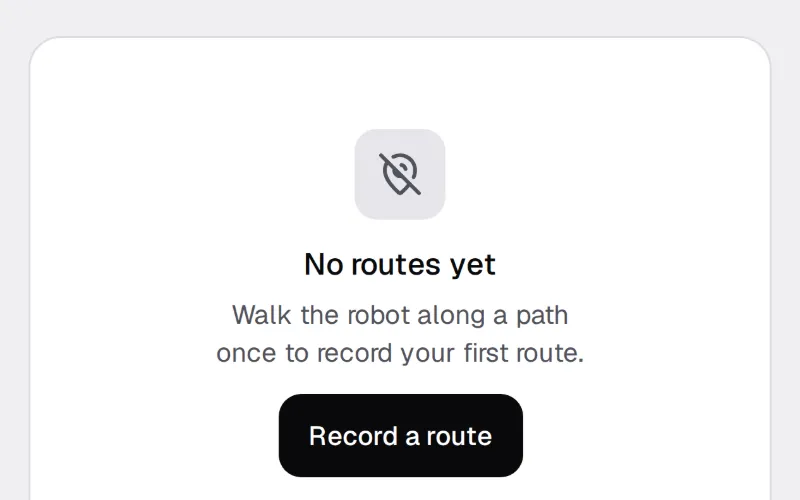 No routes yet
Walk the robot along a path
once to record your first route.
Record a route